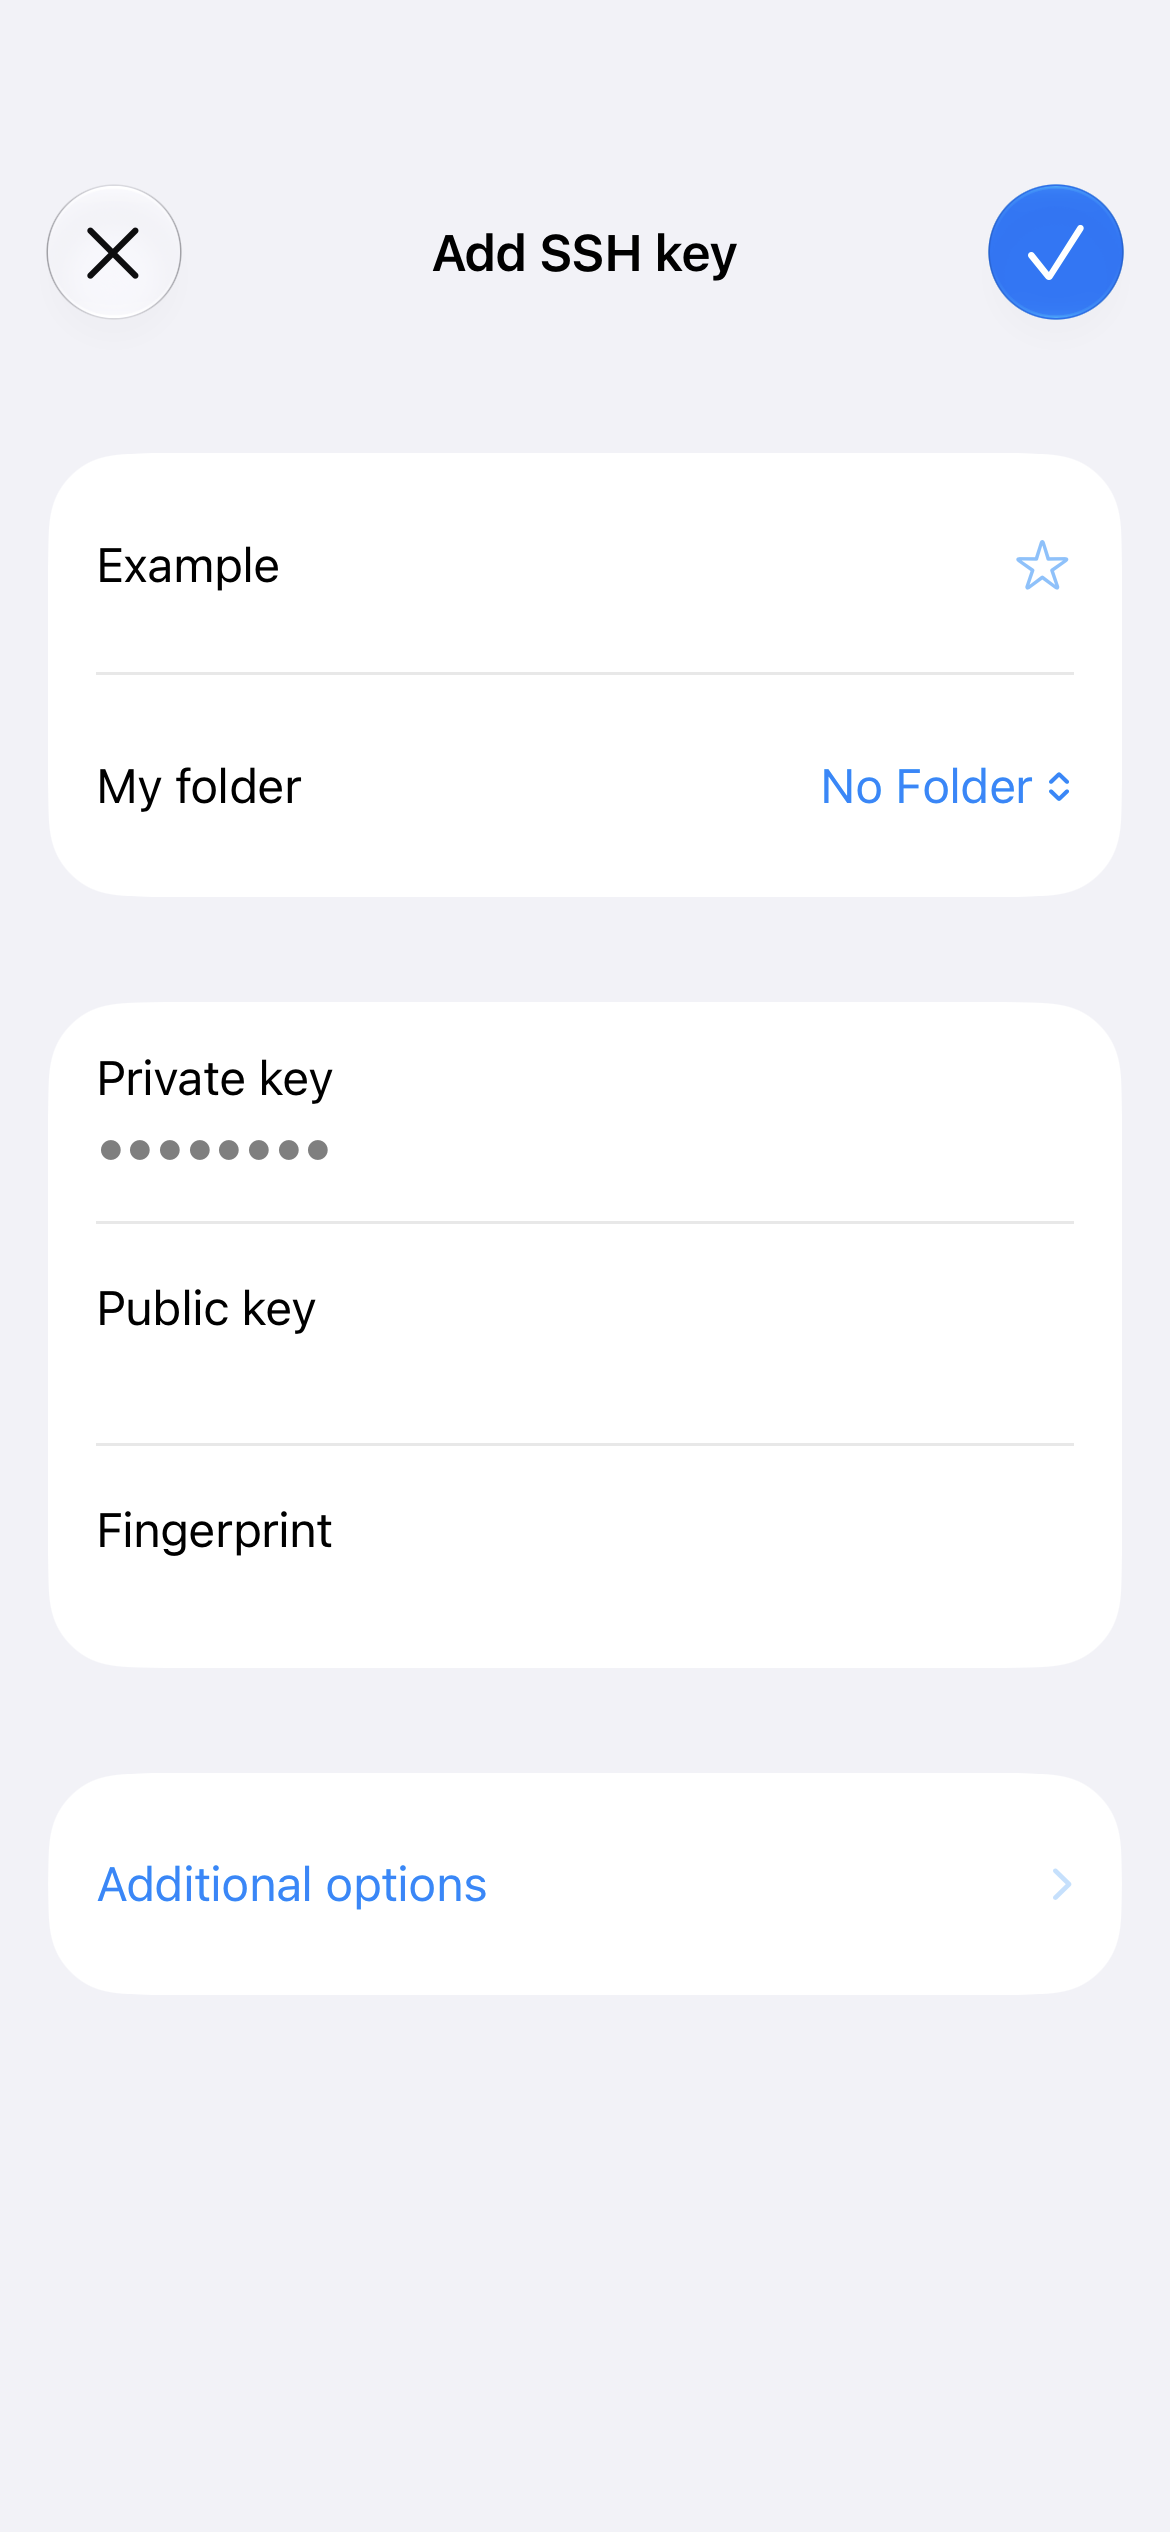 Add SSH key
Example
My folder
No Folder
Private key
••••••••
Public key
Fingerprint
Additional options